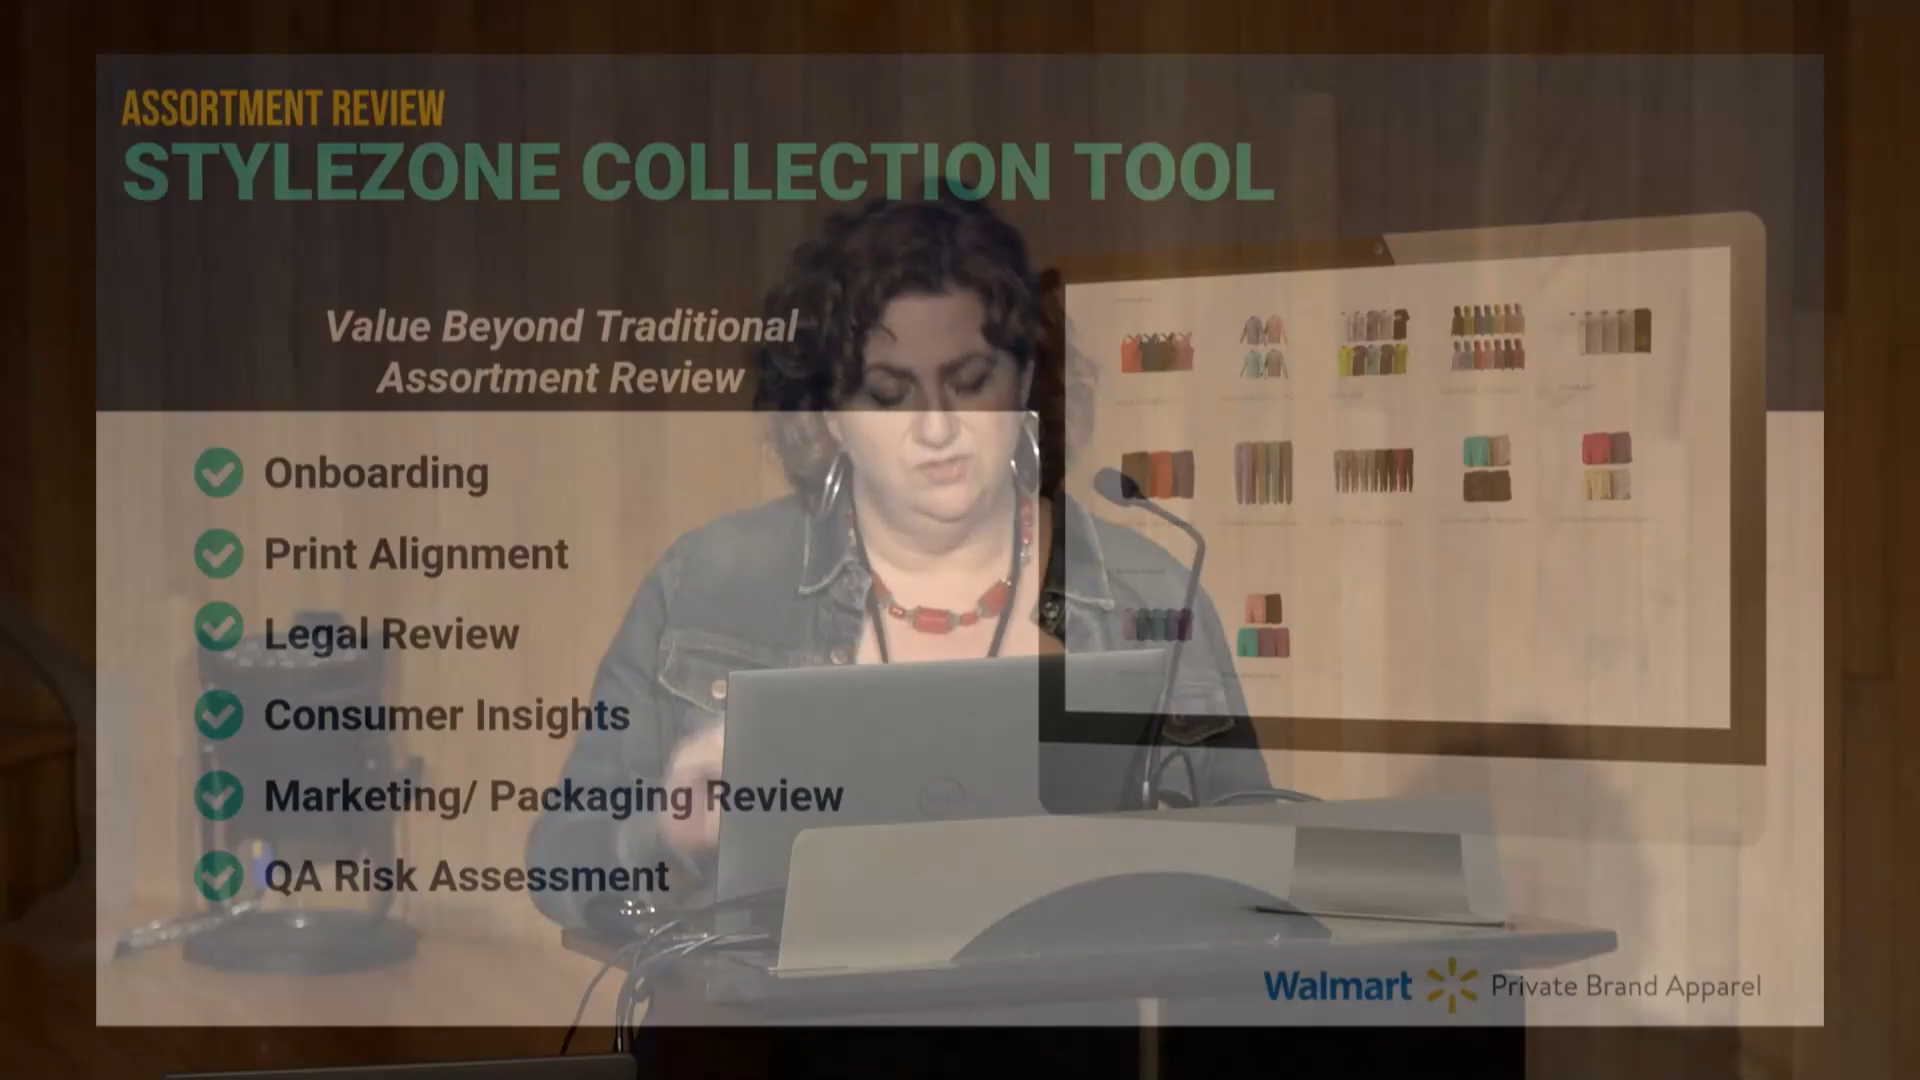 ASSORTMENT REVIEW
STYLEZONE COLLECTION TOOL
Value Beyond Traditional
Assortment Review
Onboarding
Print Alignment
Legal Review
Consumer Insights
Marketing/ Packaging Review
QA Risk Assessment
Walmart Private Brand Apparel